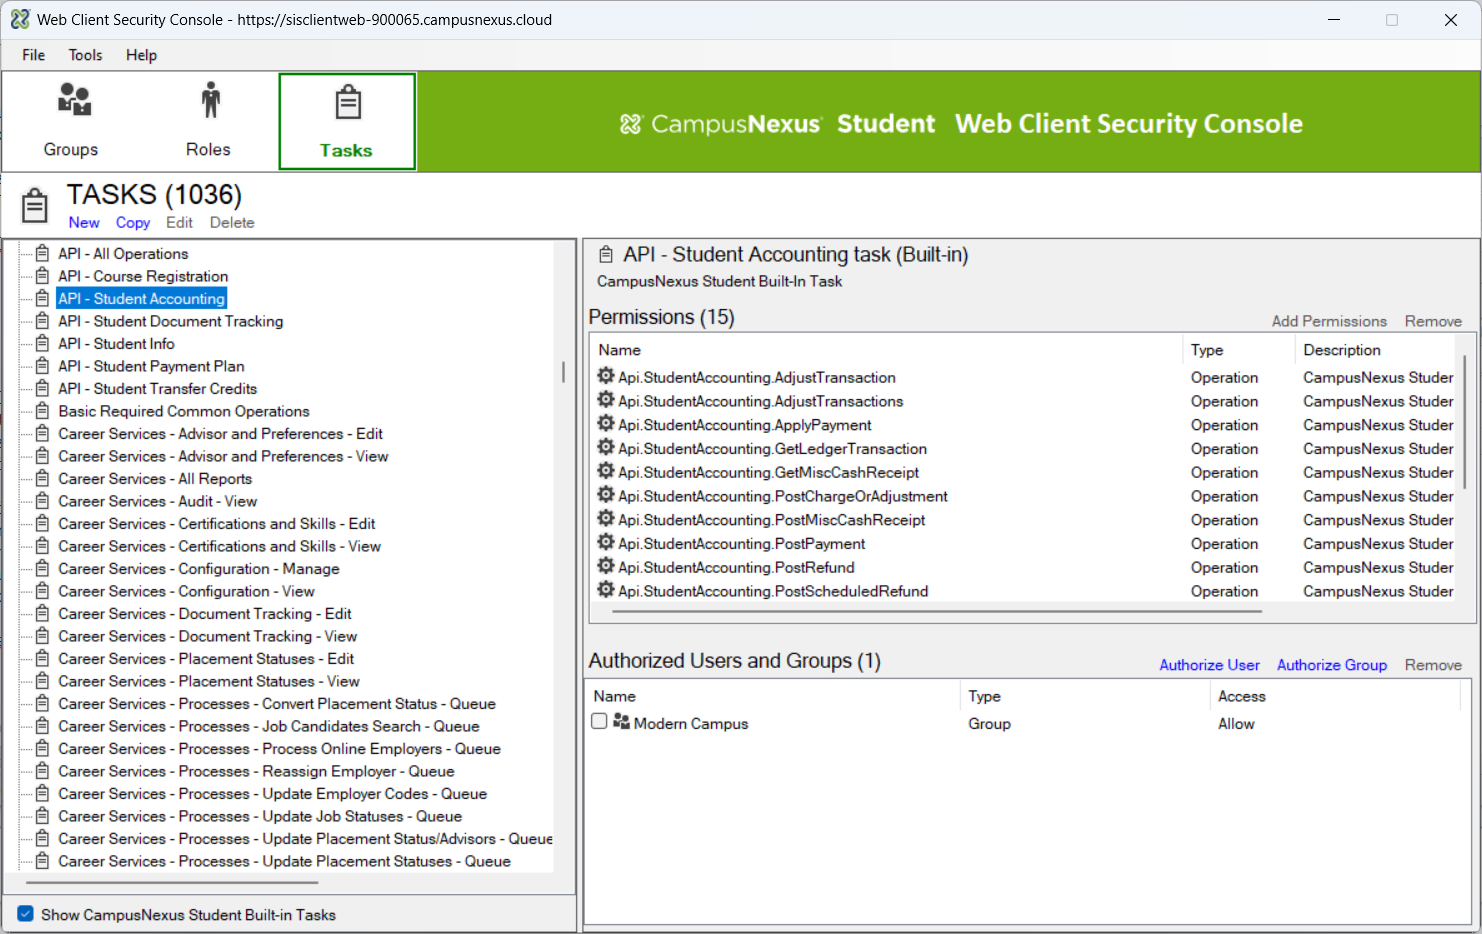 Web Client Security Console - https://sisclientweb-900065.campusnexus.cloud
File Tools Help
Groups
Roles
Tasks
CampusNexus Student Web Client Security Console
TASKS (1036)
New Copy Edit Delete
API - All Operations
API - Course Registration
API - Student Accounting
API - Student Document Tracking
API - Student Info
API - Student Payment Plan
API - Student Transfer Credits
Basic Required Common Operations
Career Services - Advisor and Preferences - Edit
Career Services - Advisor and Preferences - View
Career Services - All Reports
Career Services - Audit - View
Career Services - Certifications and Skills - Edit
Career Services - Certifications and Skills - View
Career Services - Configuration - Manage
Career Services - Configuration - View
Career Services - Document Tracking - Edit
Career Services - Document Tracking - View
Career Services - Placement Statuses - Edit
Career Services - Placement Statuses - View
Career Services - Processes - Convert Placement Status - Queue
Career Services - Processes - Job Candidates Search - Queue
Career Services - Processes - Process Online Employers - Queue
Career Services - Processes - Reassign Employer - Queue
Career Services - Processes - Update Employer Codes - Queue
Career Services - Processes - Update Job Statuses - Queue
Career Services - Processes - Update Placement Status/Advisors - Queue
Career Services - Processes - Update Placement Statuses - Queue
Show CampusNexus Student Built-in Tasks
API - Student Accounting task (Built-in)
CampusNexus Student Built-In Task
Permissions (15)
Add Permissions Remove
Name Type Description
Api.StudentAccounting.AdjustTransaction Operation CampusNexus Studer
Api.StudentAccounting.AdjustTransactions Operation CampusNexus Studer
Api.StudentAccounting.ApplyPayment Operation CampusNexus Studer
Api.StudentAccounting.GetLedgerTransaction Operation CampusNexus Studer
Api.StudentAccounting.GetMiscCashReceipt Operation CampusNexus Studer
Api.StudentAccounting.PostChargeOrAdjustment Operation CampusNexus Studer
Api.StudentAccounting.PostMiscCashReceipt Operation CampusNexus Studer
Api.StudentAccounting.PostPayment Operation CampusNexus Studer
Api.StudentAccounting.PostRefund Operation CampusNexus Studer
Api.StudentAccounting.PostScheduledRefund Operation CampusNexus Studer
Authorized Users and Groups (1)
Authorize User Authorize Group Remove
Name Type Access
Modern Campus Group Allow